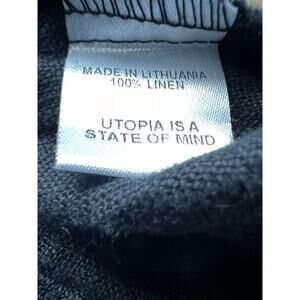 MADE IN LITHUANIA
100% LINEN
UTOPIA IS A
STATE OF MIND